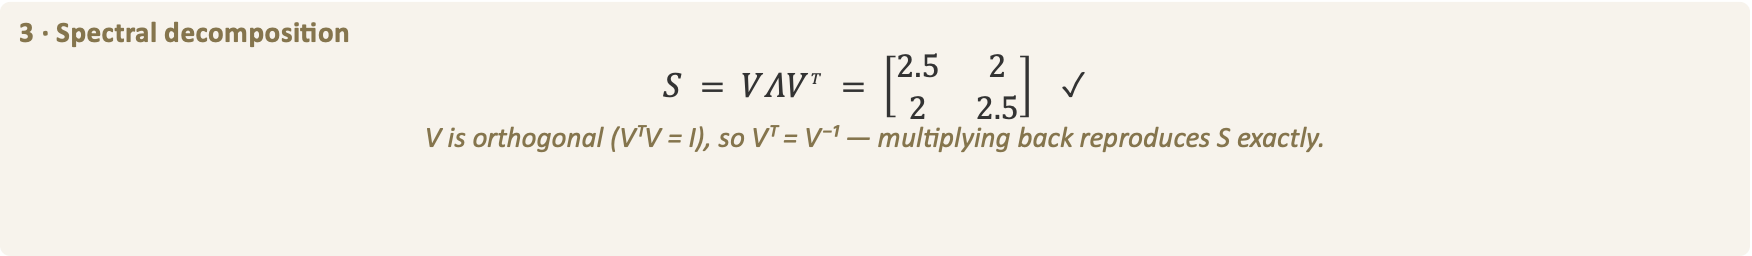 3 · Spectral decomposition
S = VΛVᵀ = [2.5 2
2 2.5] ✓
V is orthogonal (VᵀV = I), so Vᵀ = V⁻¹ — multiplying back reproduces S exactly.